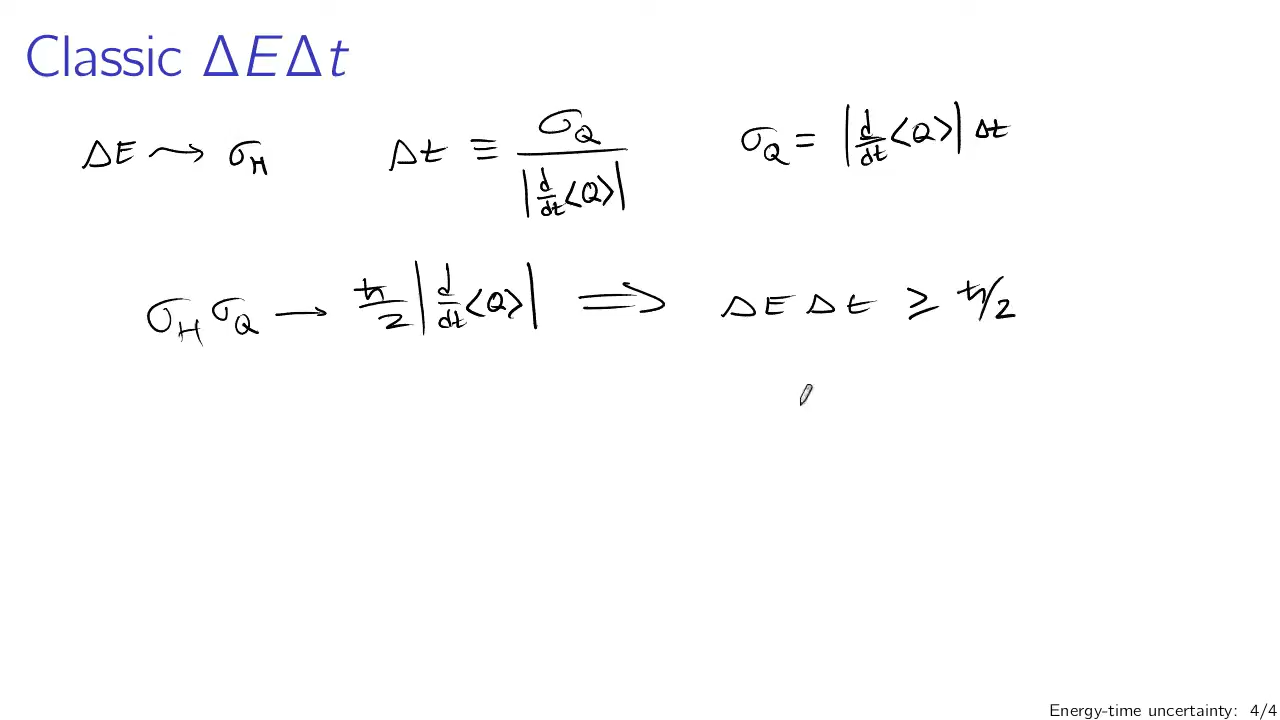 Classic ΔEΔt
ΔE ⇝ σ_H Δt ≡ σ_Q / |d/dt ⟨Q⟩| σ_Q = |d/dt ⟨Q⟩| Δt
σ_H σ_Q → ħ/2 |d/dt ⟨Q⟩| ⟹ ΔE Δt ≥ ħ/2
Energy-time uncertainty: 4/4